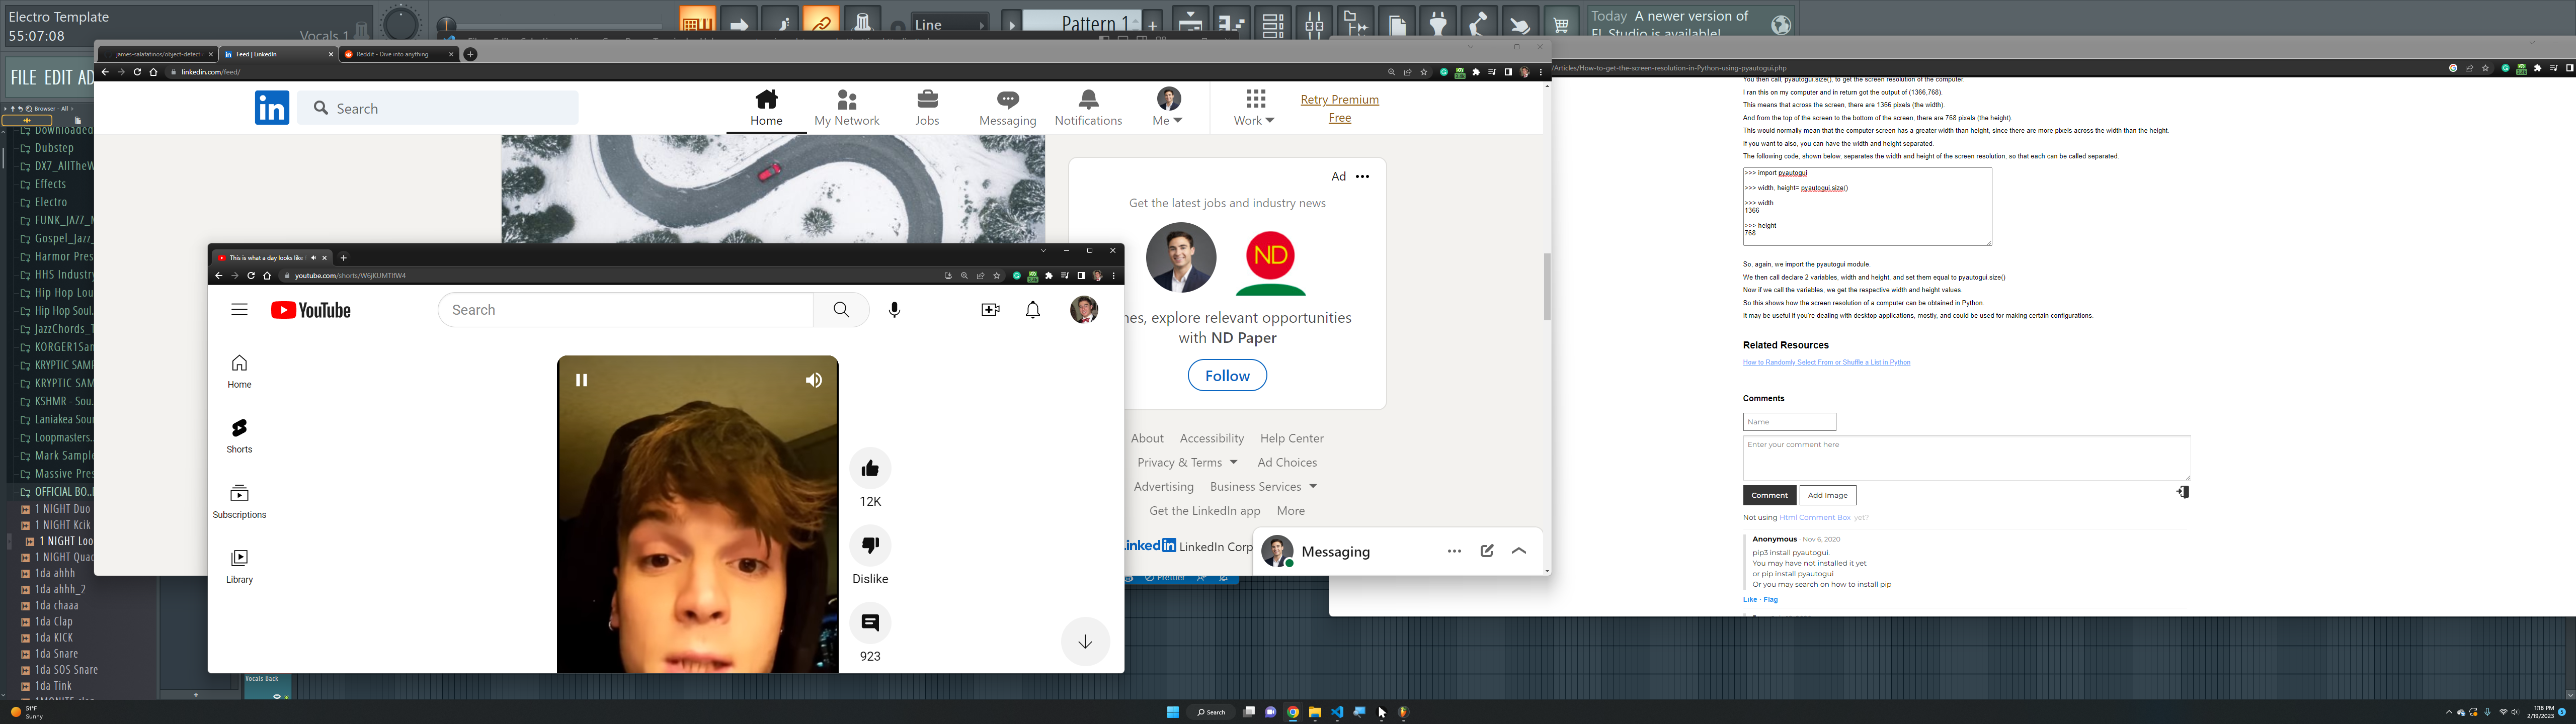 Electro Template
55:07:08
Vocals 1
Line
Pattern 1
Today A newer version of
FL Studio is available!
FILE EDIT AD
Browser - All
Downloaded
Dubstep
DX7_AllTheW
Effects
Electro
FUNK_JAZZ_
Gospel_Jazz_
Harmor Pres
HHS Industry
Hip Hop Lou
Hip Hop Soul.
JazzChords_1
KORGER1San
KRYPTIC SAMP
KRYPTIC SAM
KSHMR - Sou.
Laniakea Sour
Loopmasters.
Mark Sample
Massive Pres
OFFICIAL BO..
1 NIGHT Duo
1 NIGHT Kcik
1 NIGHT Loo
1 NIGHT Quad
1da ahhh
1da ahhh_2
1da chaaa
1da Clap
1da KICK
1da Snare
1da SOS Snare
1da Tink
Vocals Back
james-salafatinos/object-detect
Feed | LinkedIn
Reddit - Dive into anything
linkedin.com/feed/
Search
Home
My Network
Jobs
Messaging
Notifications
Me
Work
Retry Premium
Free
Ad
Get the latest jobs and industry news
ND
nes, explore relevant opportunities
with ND Paper
Follow
About Accessibility Help Center
Privacy & Terms Ad Choices
Advertising Business Services
Get the LinkedIn app More
Linked in LinkedIn Corp
Messaging
Prettier
This is what a day looks like
youtube.com/shorts/W6jKUMTlfW4
YouTube
Search
Home
Shorts
Subscriptions
Library
12K
Dislike
923
/Articles/How-to-get-the-screen-resolution-in-Python-using-pyautogui.php
You then call, pyautogui.size(), to get the screen resolution of the computer.
I ran this on my computer and in return got the output of (1366,768).
This means that across the screen, there are 1366 pixels (the width).
And from the top of the screen to the bottom of the screen, there are 768 pixels (the height).
This would normally mean that the computer screen has a greater width than height, since there are more pixels across the width than the height.
If you want to also, you can have the width and height separated.
The following code, shown below, separates the width and height of the screen resolution, so that each can be called separated.
>>> import pyautogui
>>> width, height= pyautogui.size()
>>> width
1366
>>> height
768
So, again, we import the pyautogui module.
We then call declare 2 variables, width and height, and set them equal to pyautogui.size()
Now if we call the variables, we get the respective width and height values.
So this shows how the screen resolution of a computer can be obtained in Python.
It may be useful if you're dealing with desktop applications, mostly, and could be used for making certain configurations.
Related Resources
How to Randomly Select From or Shuffle a List in Python
Comments
Name
Enter your comment here
Comment
Add Image
Not using Html Comment Box yet?
Anonymous · Nov 6, 2020
pip3 install pyautogui.
You may have not installed it yet
or pip install pyautogui
Or you may search on how to install pip
Like · Flag
51°F
Sunny
Search
1:18 PM
2/19/2023